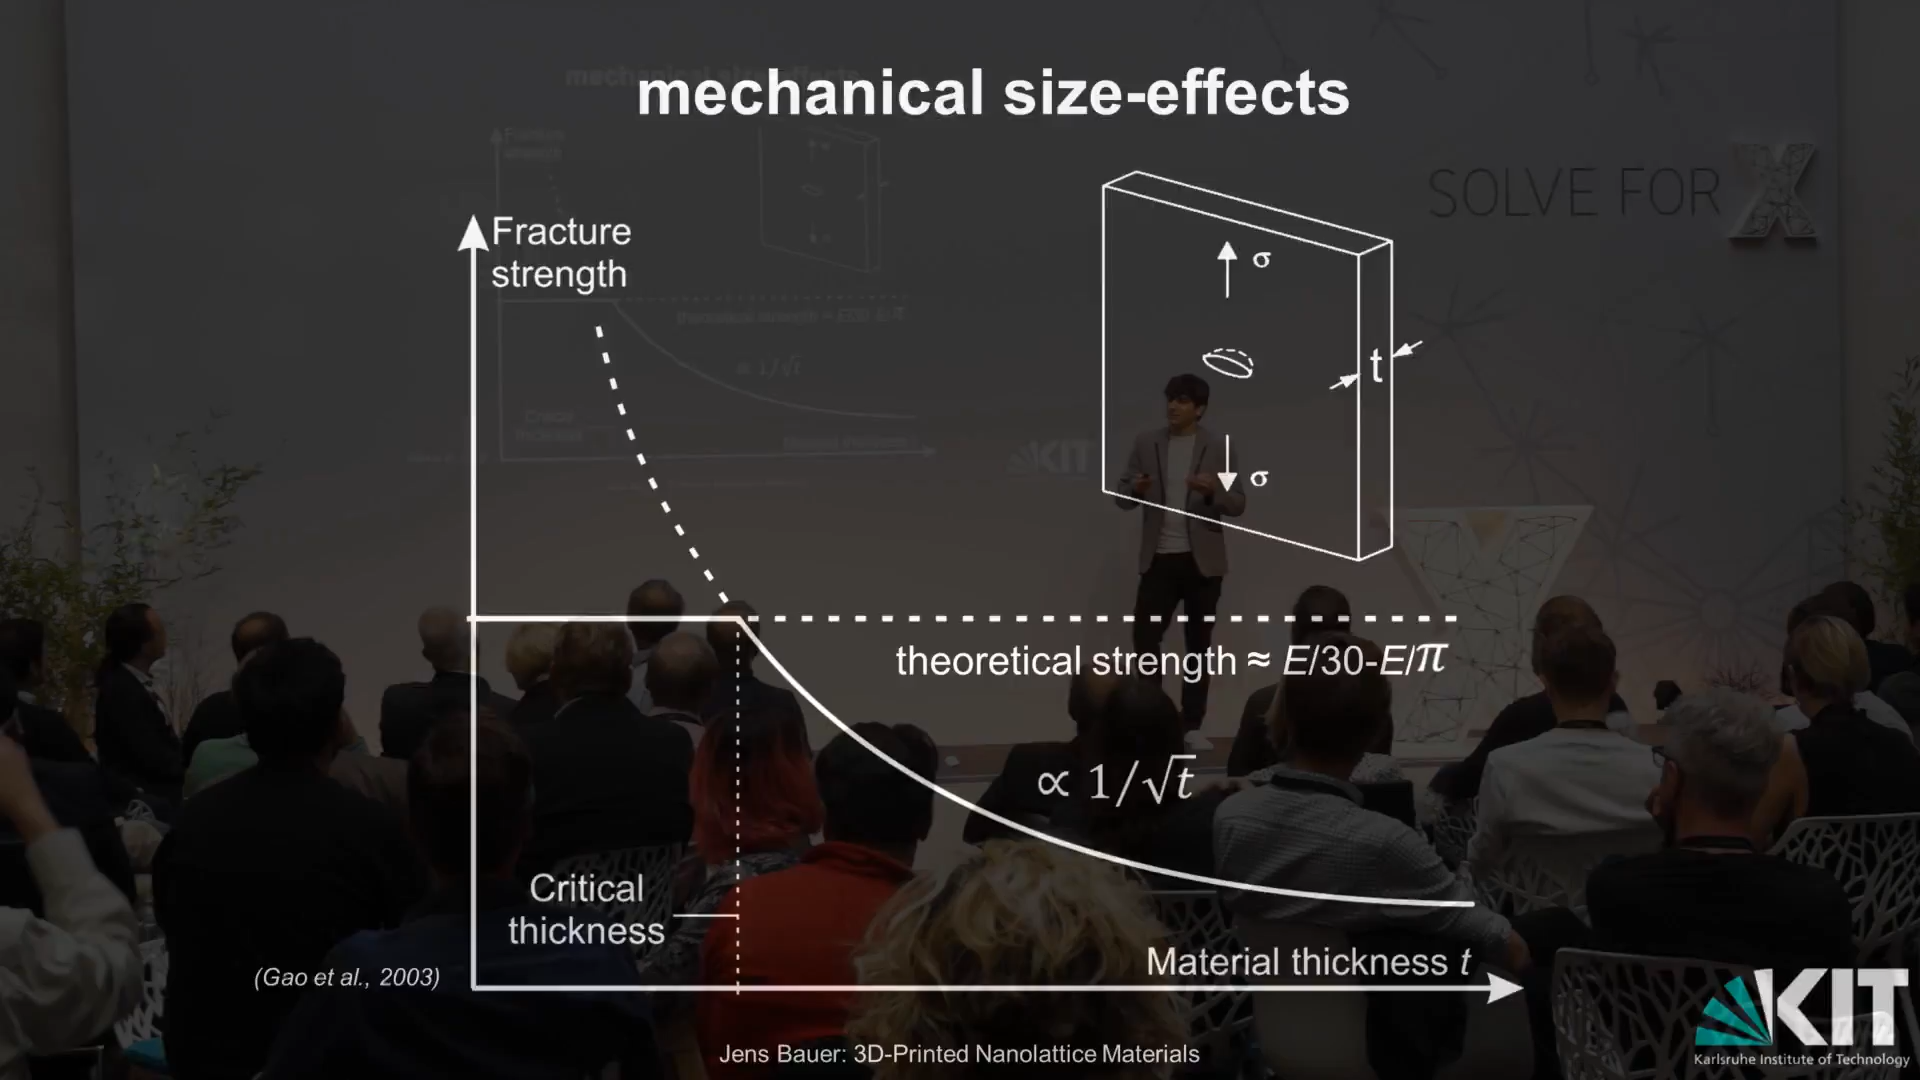 mechanical size-effects
SOLVE FOR X
Fracture
strength
σ
t
σ
theoretical strength ≈ E/30-E/π
∝ 1/√t
Critical
thickness
Material thickness t
(Gao et al., 2003)
KIT
Karlsruhe Institute of Technology
Jens Bauer: 3D-Printed Nanolattice Materials